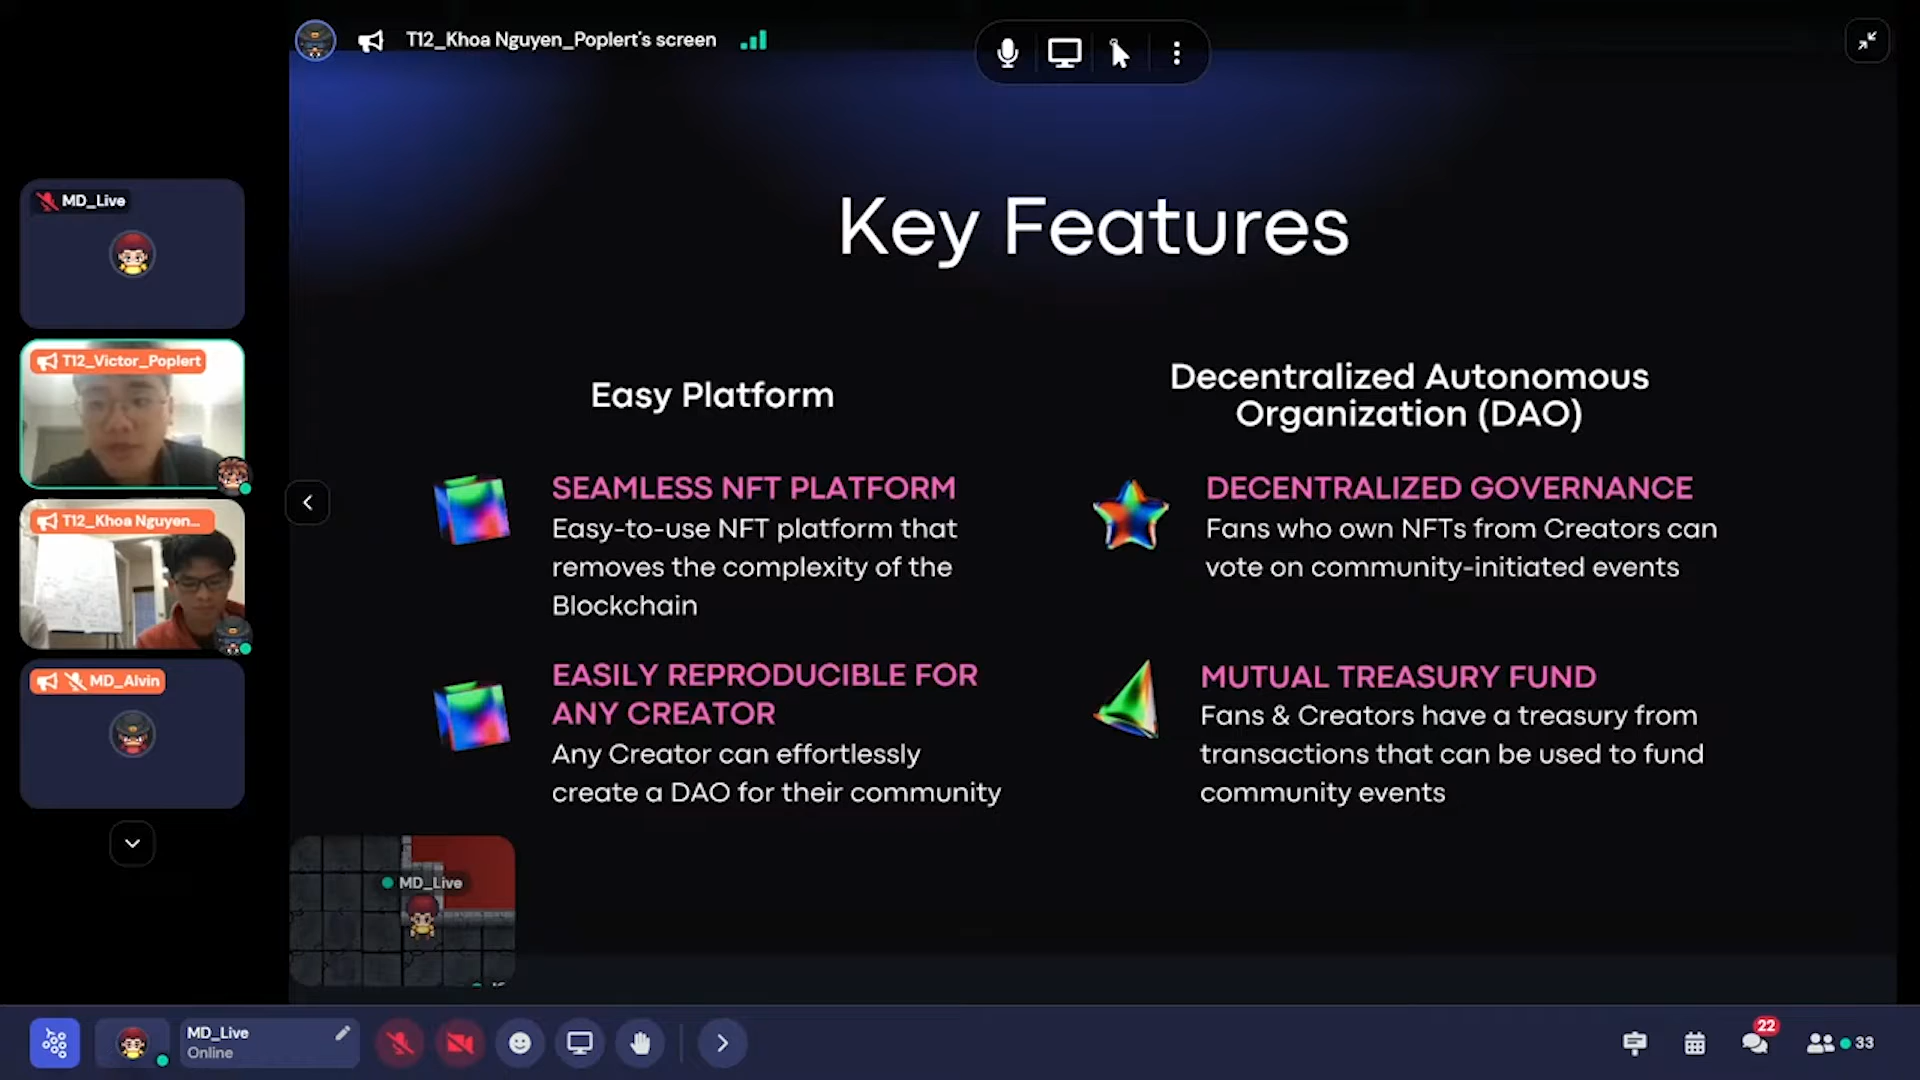 T12_Khoa Nguyen_Poplert's screen
MD_Live
T12_Victor_Poplert
T12_Khoa Nguyen...
MD_Alvin
Key Features
Easy Platform
SEAMLESS NFT PLATFORM
Easy-to-use NFT platform that
removes the complexity of the
Blockchain
EASILY REPRODUCIBLE FOR
ANY CREATOR
Any Creator can effortlessly
create a DAO for their community
Decentralized Autonomous
Organization (DAO)
DECENTRALIZED GOVERNANCE
Fans who own NFTs from Creators can
vote on community-initiated events
MUTUAL TREASURY FUND
Fans & Creators have a treasury from
transactions that can be used to fund
community events
MD_Live
MD_Live
Online
22
33